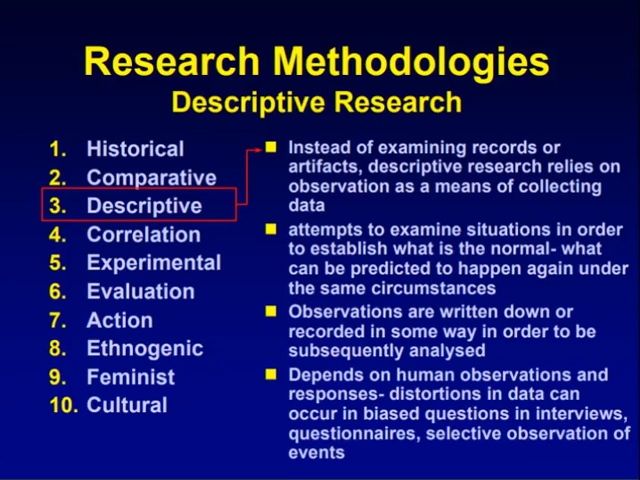 Research Methodologies
Descriptive Research
1. Historical
2. Comparative
3. Descriptive
4. Correlation
5. Experimental
6. Evaluation
7. Action
8. Ethnogenic
9. Feminist
10. Cultural
Instead of examining records or
artifacts, descriptive research relies on
observation as a means of collecting
data
attempts to examine situations in order
to establish what is the normal- what
can be predicted to happen again under
the same circumstances
Observations are written down or
recorded in some way in order to be
subsequently analysed
Depends on human observations and
responses- distortions in data can
occur in biased questions in interviews,
questionnaires, selective observation of
events